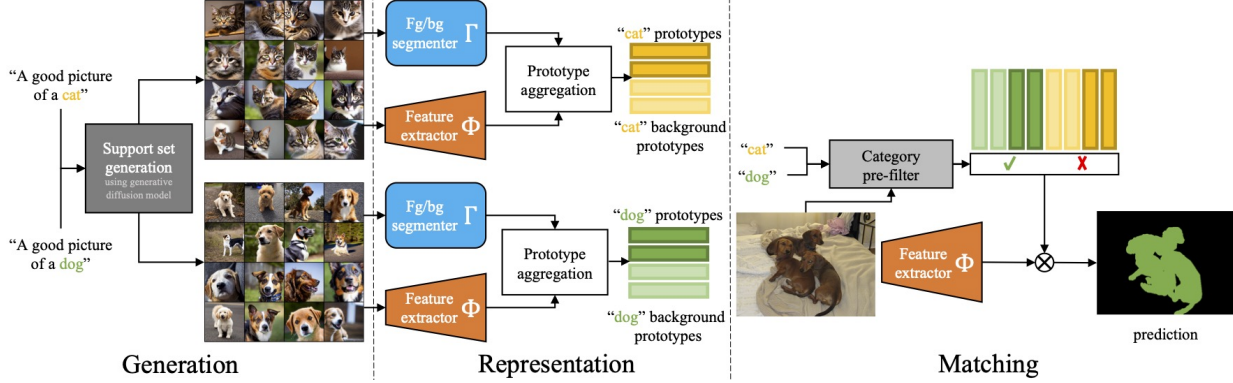 “A good picture
of a cat”
Support set
generation
using generative
diffusion model
“A good picture
of a dog”
Generation
Fg/bg
segmenter Γ
Feature
extractor Φ
Prototype
aggregation
“cat” prototypes
“cat” background
prototypes
Fg/bg
segmenter Γ
Feature
extractor Φ
Prototype
aggregation
“dog” prototypes
“dog” background
prototypes
Representation
“cat”
“dog”
Category
pre-filter
✓ ✗
Feature
extractor Φ
prediction
Matching